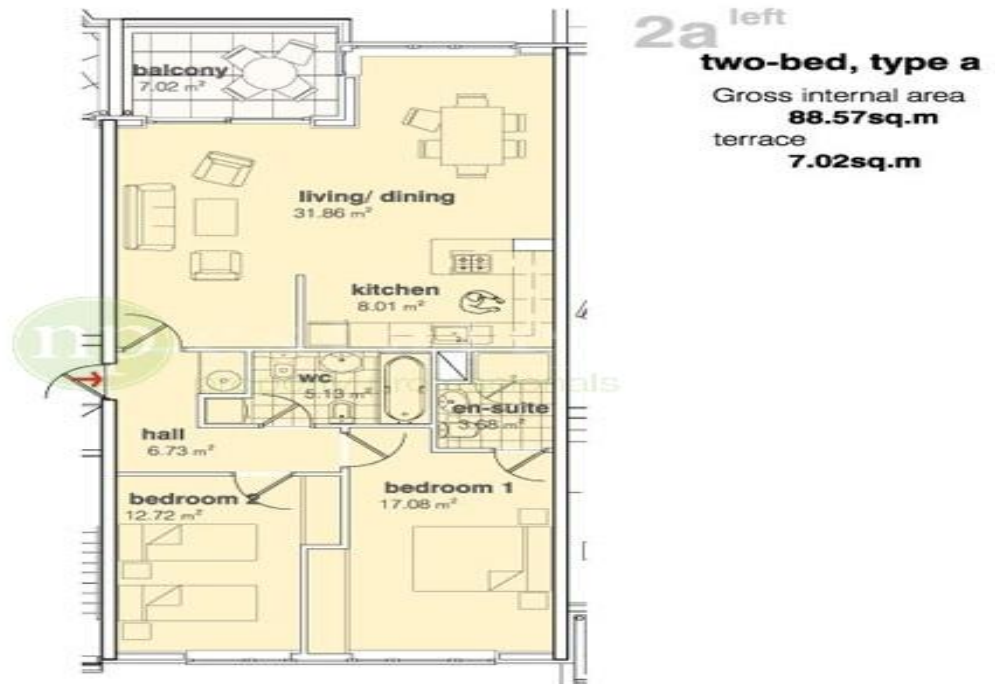 2a left
two-bed, type a
Gross internal area
88.57sq.m
terrace
7.02sq.m
balcony
7.02 m²
living/ dining
31.86 m²
kitchen
8.01 m²
np
wc
5.13 m²
en-suite
3.68 m²
hall
6.73 m²
bedroom 1
17.08 m²
bedroom 2
12.72 m²